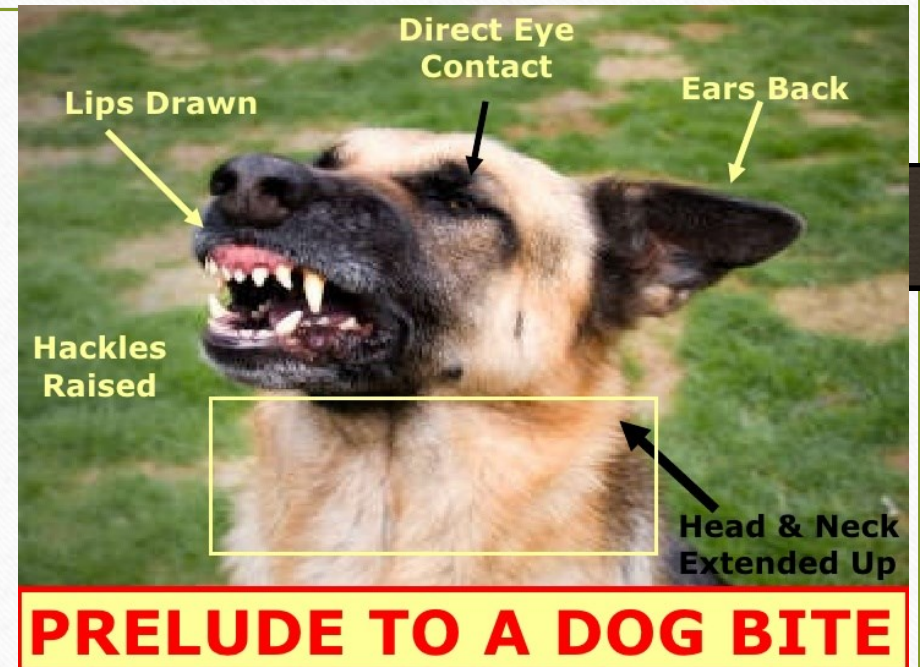 Direct Eye
Contact
Lips Drawn
Ears Back
Hackles
Raised
Head & Neck
Extended Up
PRELUDE TO A DOG BITE